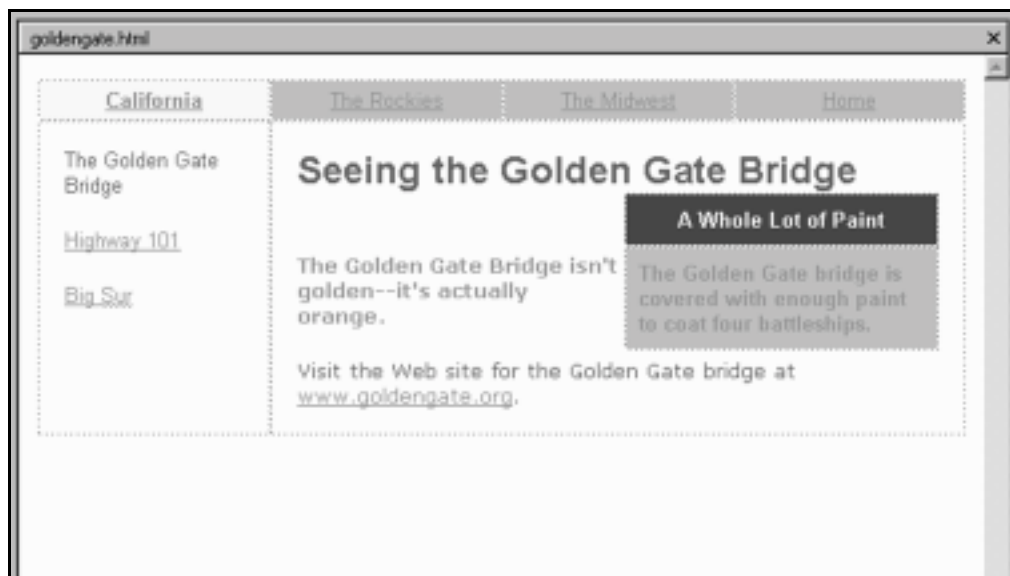 goldengate.html
California The Rockies The Midwest Home
The Golden Gate
Bridge
Highway 101
Big Sur
Seeing the Golden Gate Bridge
A Whole Lot of Paint
The Golden Gate bridge is
covered with enough paint
to coat four battleships.
The Golden Gate Bridge isn't
golden--it's actually
orange.
Visit the Web site for the Golden Gate bridge at
www.goldengate.org.